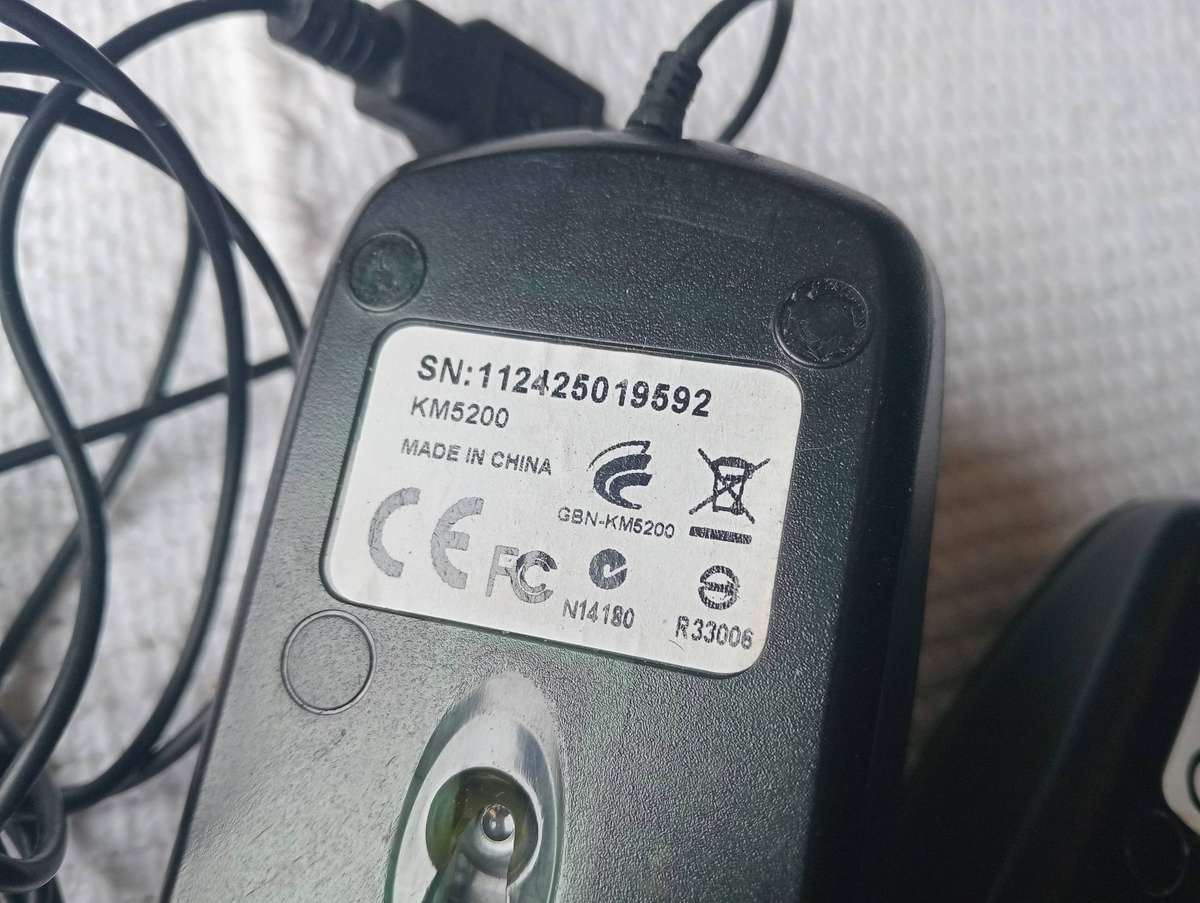 SN:112425019592
KM5200
MADE IN CHINA
GBN-KM5200
CE FC
N14180
R33006